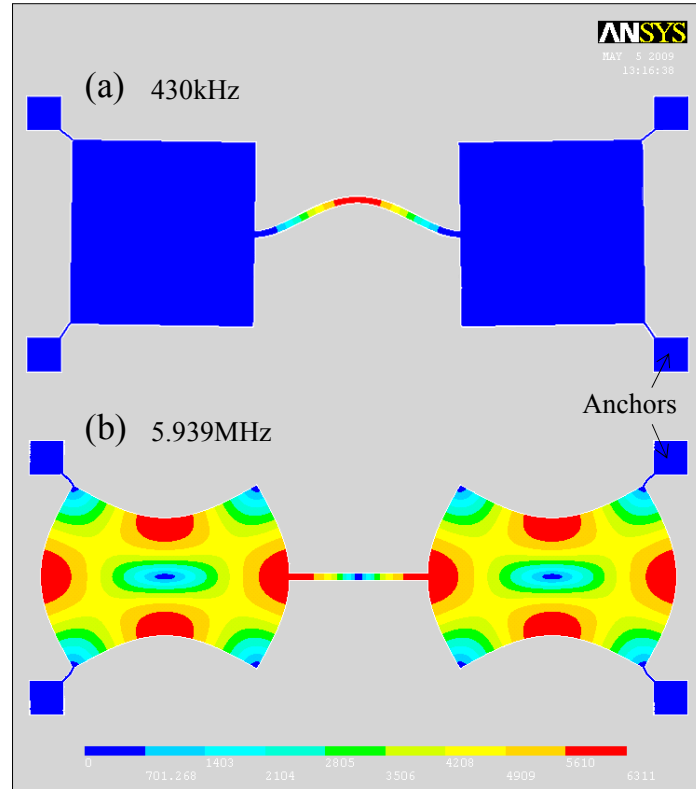 ANSYS
MAY 5 2009
13:16:38
(a) 430kHz
Anchors
(b) 5.939MHz
0 1403 2805 4208 5610
701.268 2104 3506 4909 6311